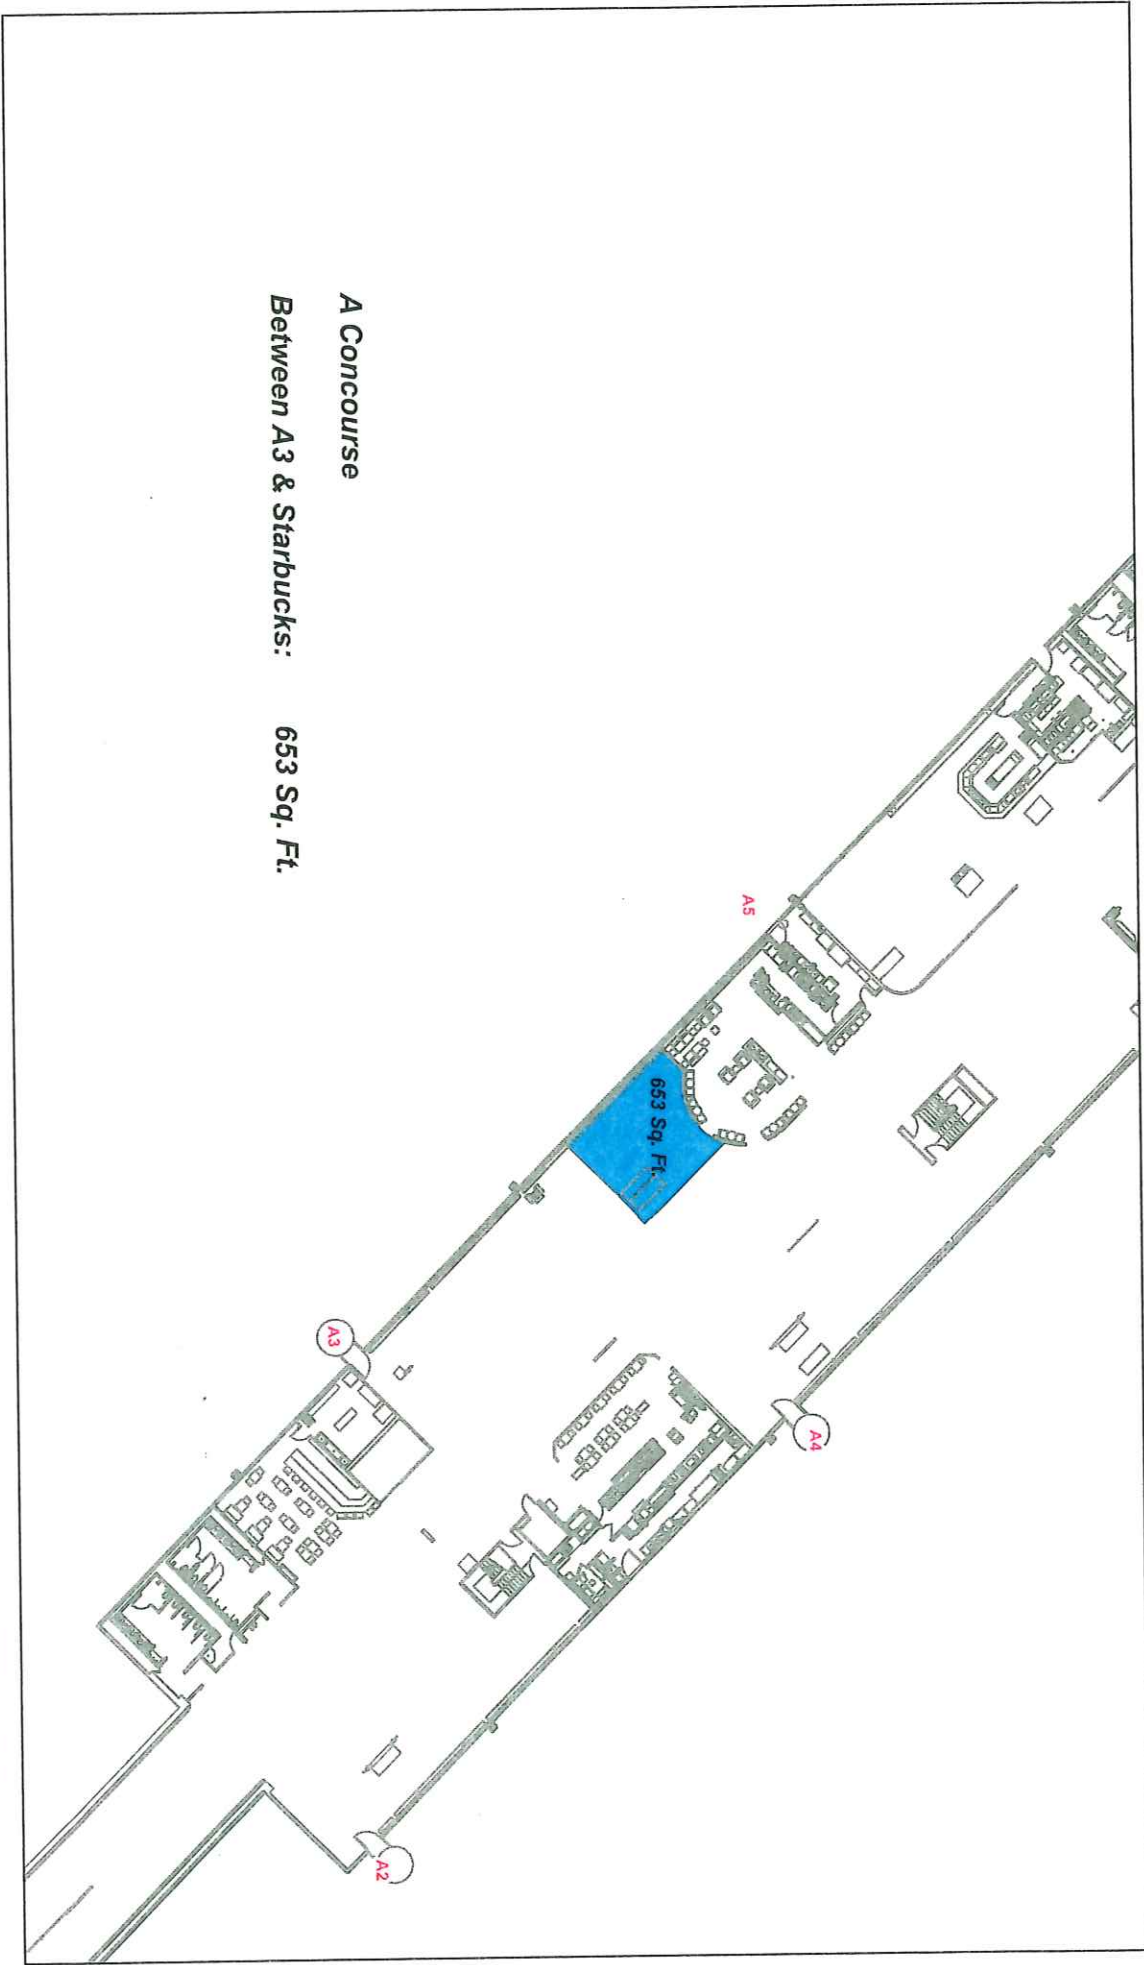 A Concourse
Between A3 & Starbucks: 653 Sq. Ft.
A5
653 Sq. Ft.
A3
A4
A2